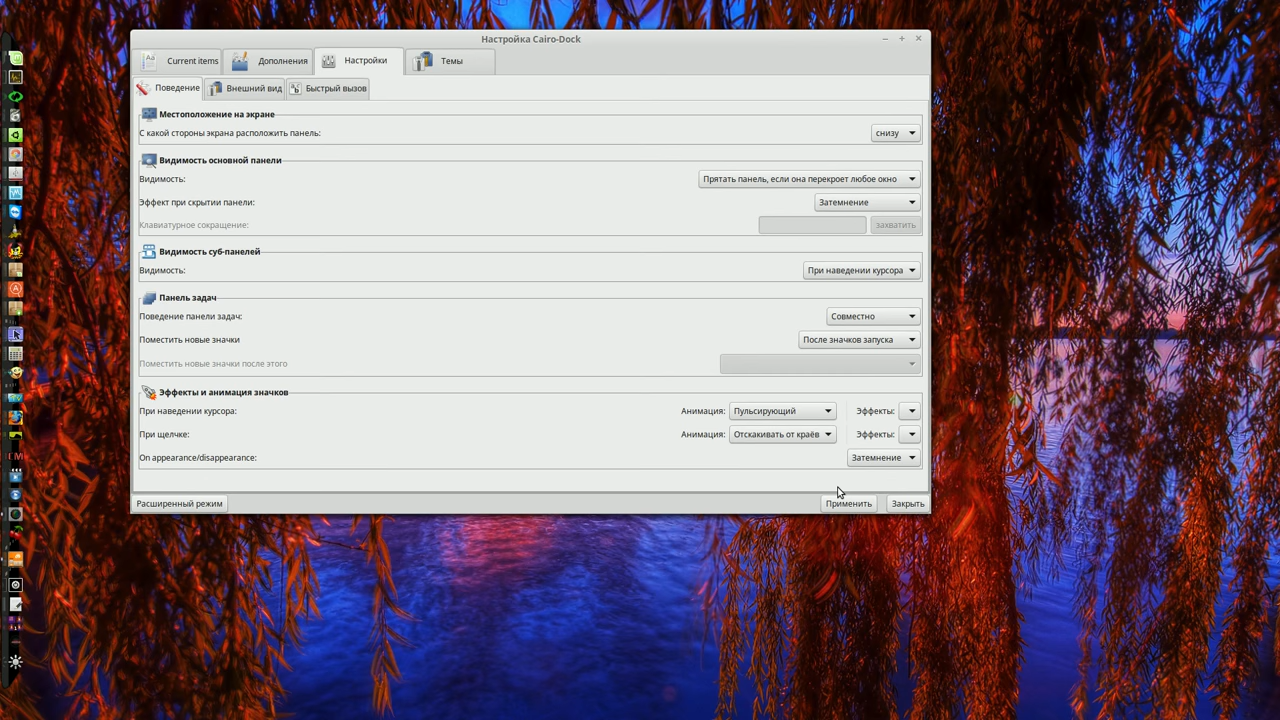 Настройка Cairo-Dock
Current items
Дополнения
Настройки
Темы
Поведение
Внешний вид
Быстрый вызов
Местоположение на экране
С какой стороны экрана расположить панель:
снизу
Видимость основной панели
Видимость:
Прятать панель, если она перекроет любое окно
Эффект при скрытии панели:
Затемнение
Клавиатурное сокращение:
захватить
Видимость суб-панелей
Видимость:
При наведении курсора
Панель задач
Поведение панели задач:
Совместно
Поместить новые значки
После значков запуска
Поместить новые значки после этого
Эффекты и анимация значков
При наведении курсора:
Анимация:
Пульсирующий
Эффекты:
При щелчке:
Анимация:
Отскакивать от краёв
Эффекты:
On appearance/disappearance:
Затемнение
Расширенный режим
Применить
Закрыть